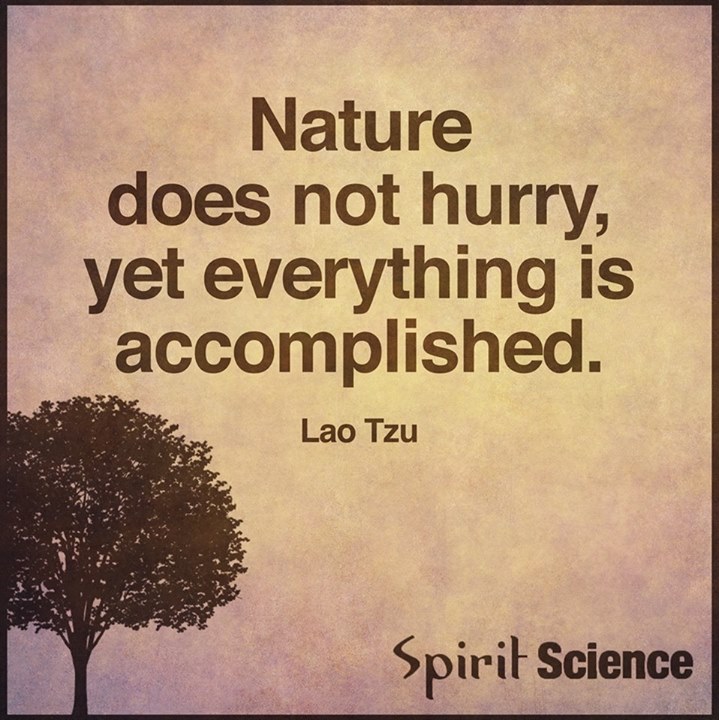 Nature
does not hurry,
yet everything is
accomplished.
Lao Tzu
Spirit Science